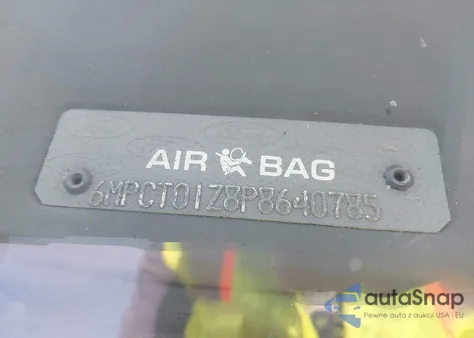 AIR BAG
6MPCT01Z8P8640785
autoSnap
Pewne auta z aukcji USA i EU